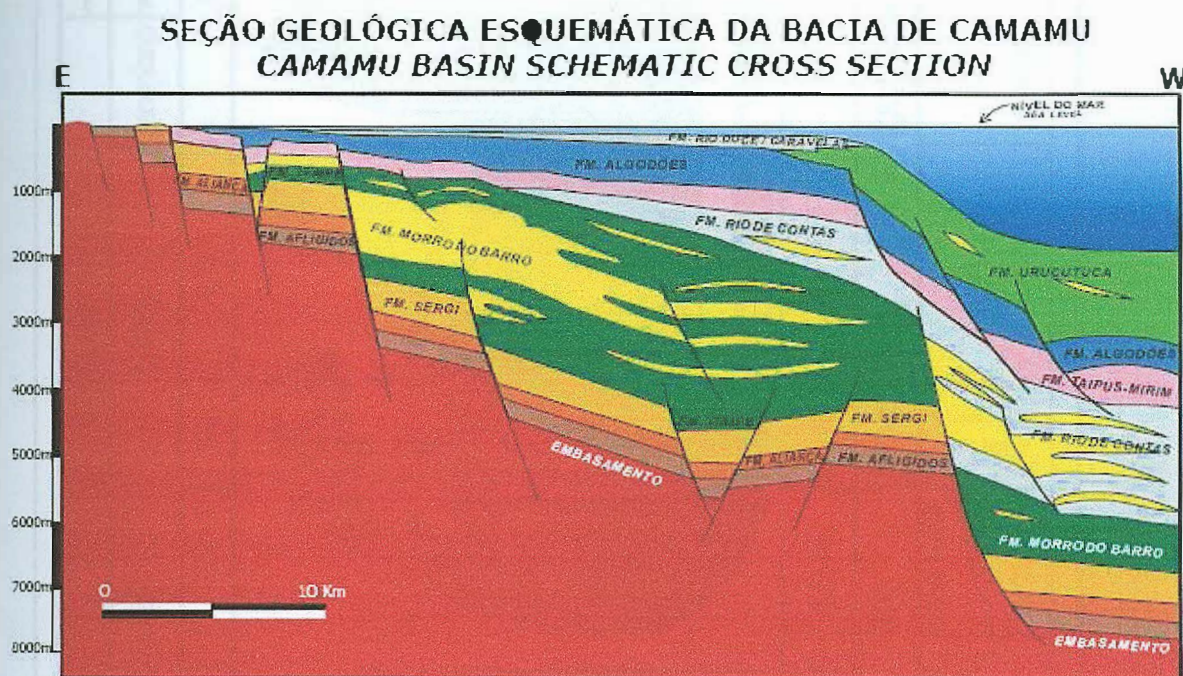 SEÇÃO GEOLÓGICA ESQUEMÁTICA DA BACIA DE CAMAMU
CAMAMU BASIN SCHEMATIC CROSS SECTION
E
W
NÍVEL DO MAR
SEA LEVEL
FM. RIO DOCE / CARAVELAS
FM. ALGODÕES
FM. ALIANÇA
1000m
FM. RIO DE CONTAS
FM. AFLIGIDOS
FM. MORRO DO BARRO
2000m
FM. URUÇUTUCA
FM. SERGI
3000m
FM. ALGODÕES
FM. TAIPUS-MIRIM
4000m
FM. SERGI
FM. RIO DE CONTAS
5000m
EMBASAMENTO
FM. ALIANÇA
FM. AFLIGIDOS
6000m
FM. MORRO DO BARRO
7000m
0 10 Km
8000m
EMBASAMENTO